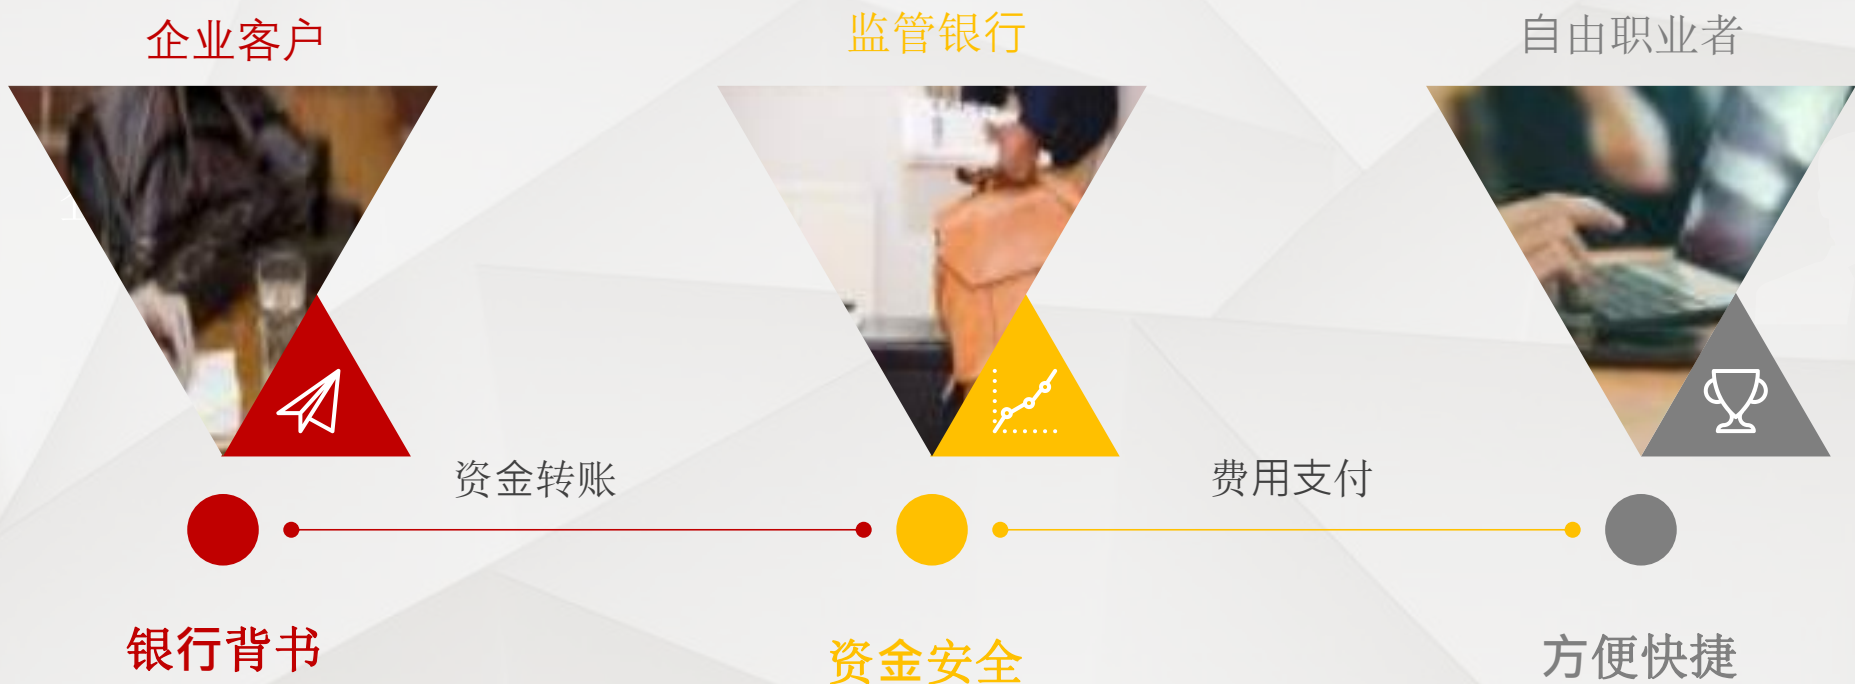 企业客户
监管银行
自由职业者
资金转账
费用支付
银行背书
资金安全
方便快捷